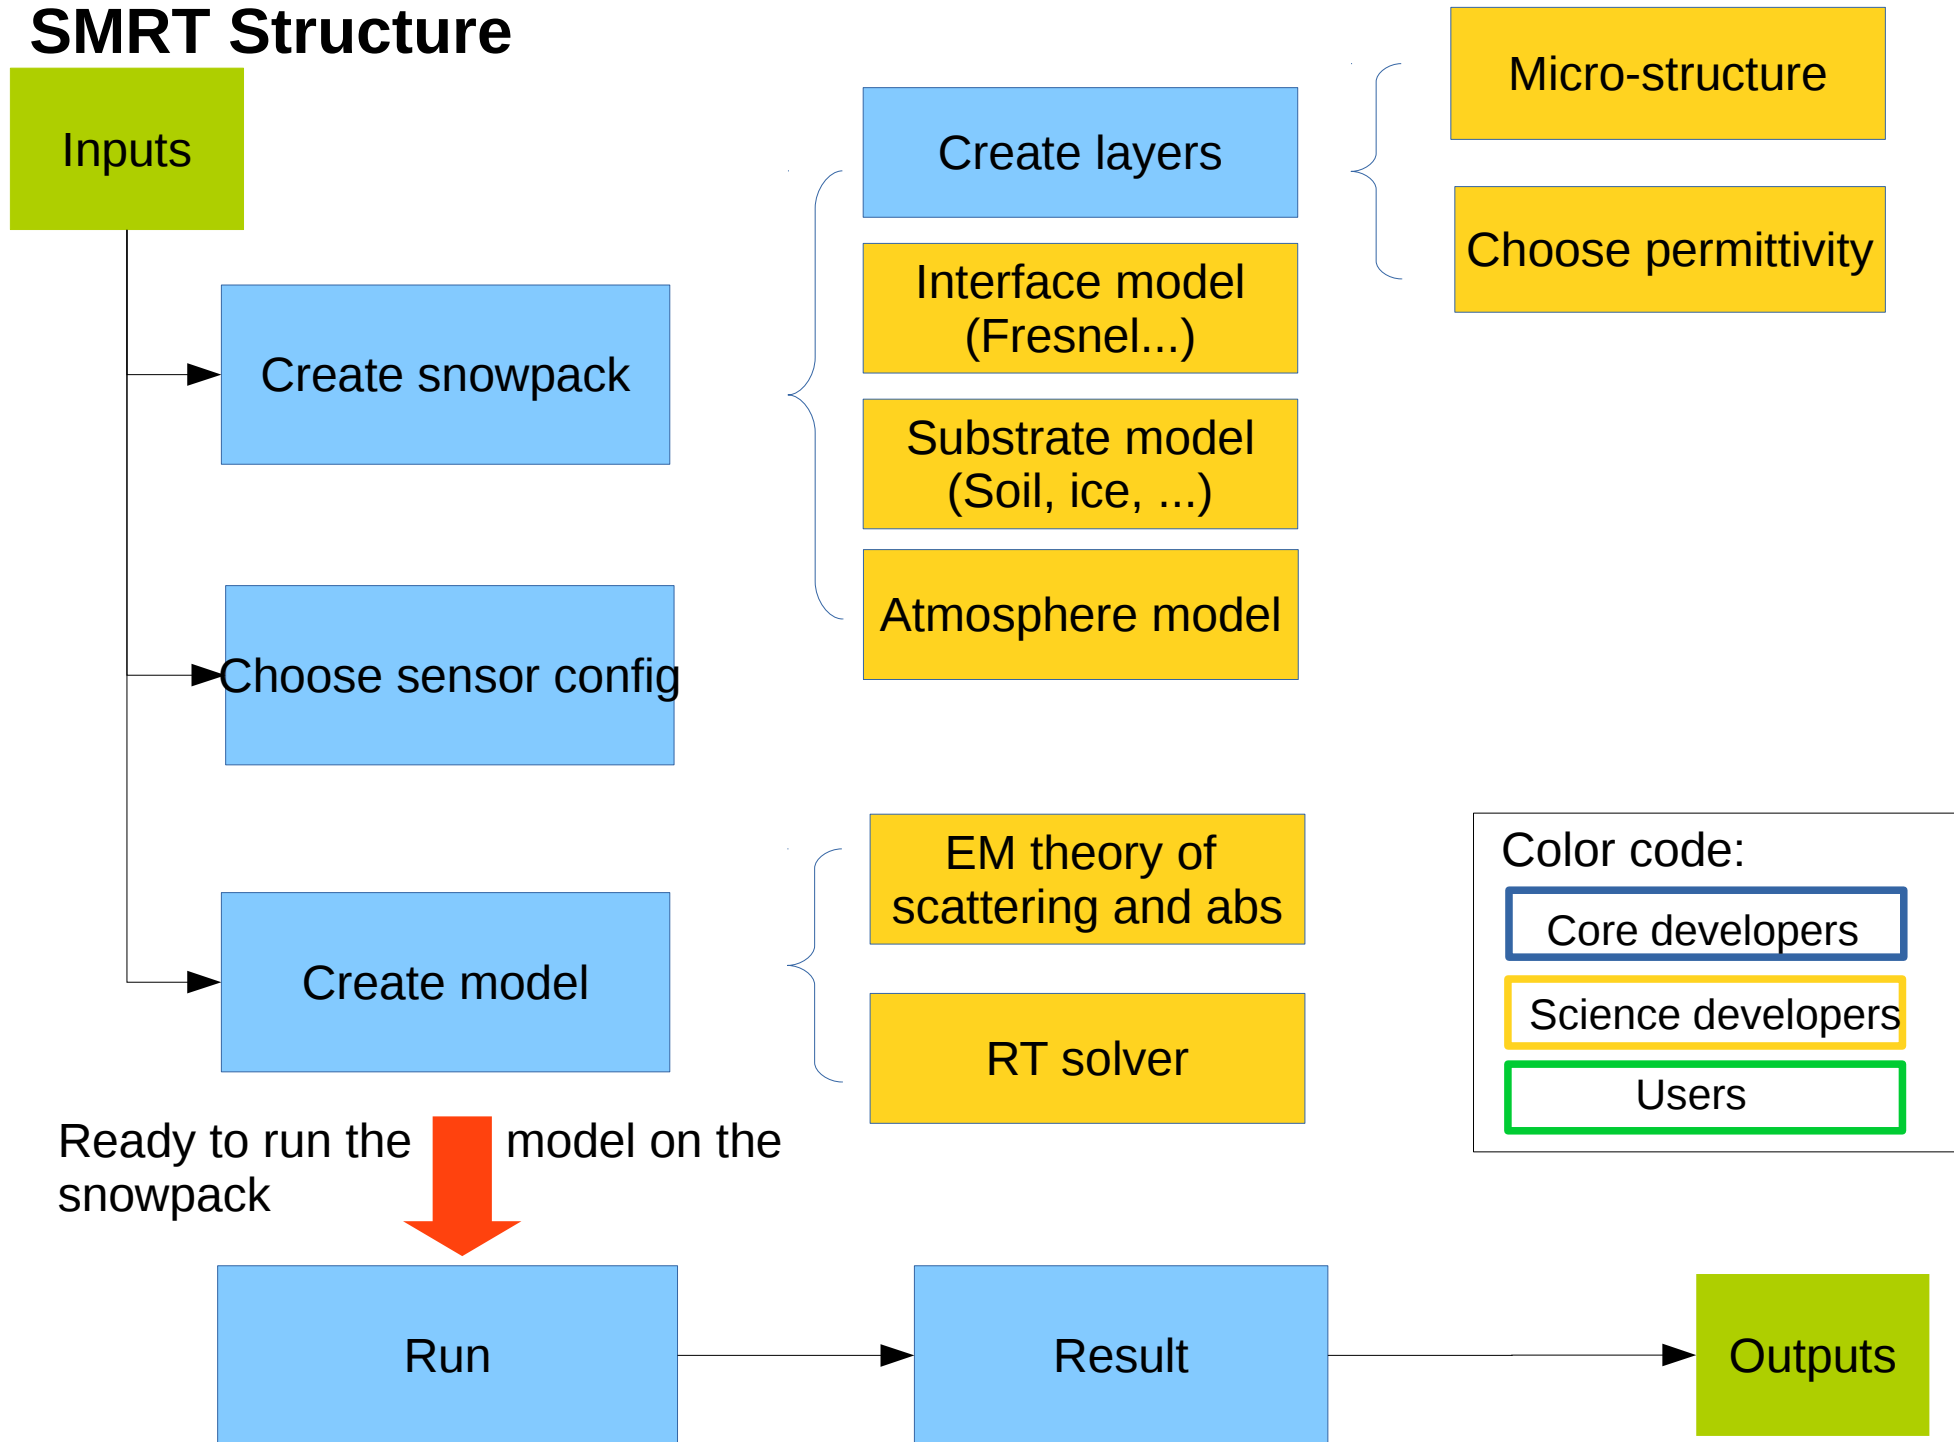 SMRT Structure
Inputs
Create snowpack
Choose sensor config
Create model
Create layers
Interface model
(Fresnel...)
Substrate model
(Soil, ice, ...)
Atmosphere model
Micro-structure
Choose permittivity
EM theory of
scattering and abs
RT solver
Color code:
Core developers
Science developers
Users
Ready to run the model on the
snowpack
Run
Result
Outputs